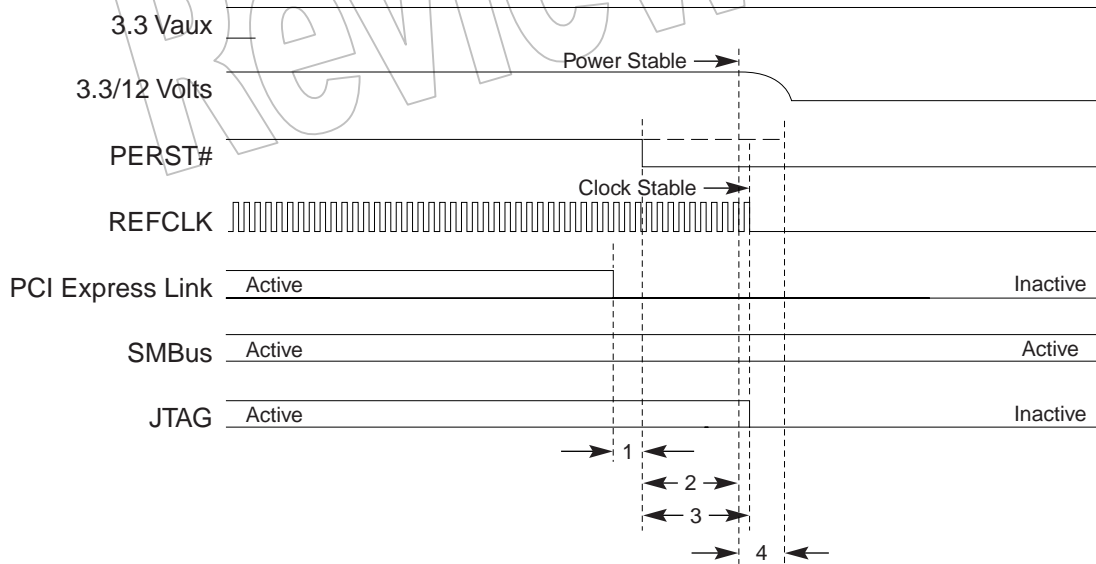 Review
3.3 Vaux
Power Stable
3.3/12 Volts
PERST#
Clock Stable
REFCLK
PCI Express Link Active Inactive
SMBus Active Active
JTAG Active Inactive
1
2
3
4